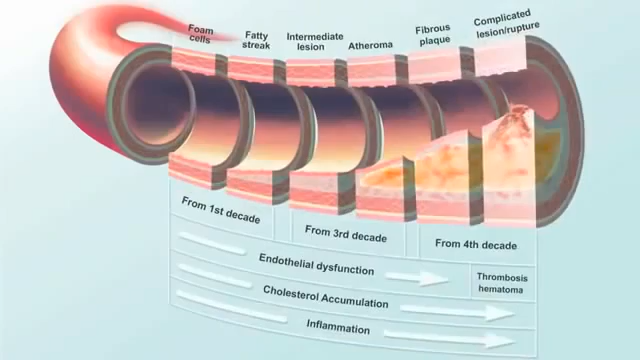 Foam
cells
Fatty
streak
Intermediate
lesion
Atheroma
Fibrous
plaque
Complicated
lesion/rupture
From 1st decade
From 3rd decade
From 4th decade
Endothelial dysfunction
Thrombosis
hematoma
Cholesterol Accumulation
Inflammation